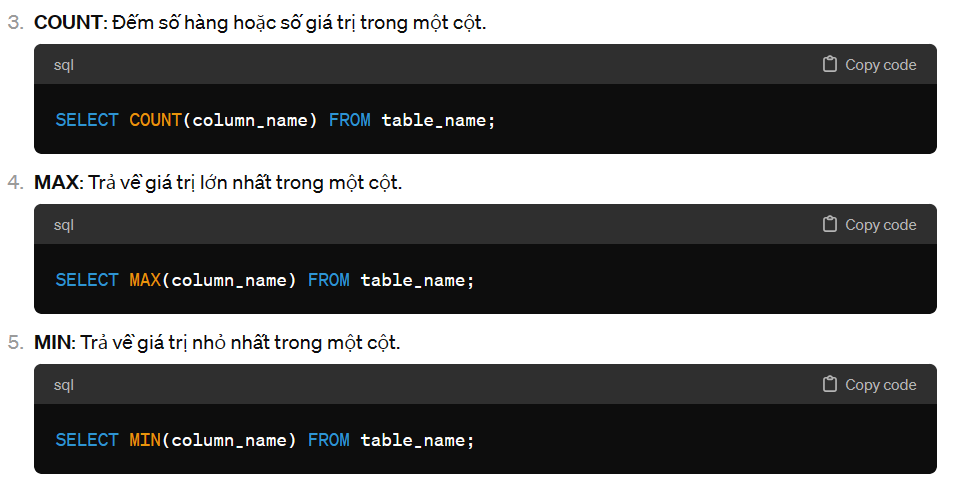 3. COUNT: Đếm số hàng hoặc số giá trị trong một cột.
sql Copy code
SELECT COUNT(column_name) FROM table_name;
4. MAX: Trả về giá trị lớn nhất trong một cột.
sql Copy code
SELECT MAX(column_name) FROM table_name;
5. MIN: Trả về giá trị nhỏ nhất trong một cột.
sql Copy code
SELECT MIN(column_name) FROM table_name;